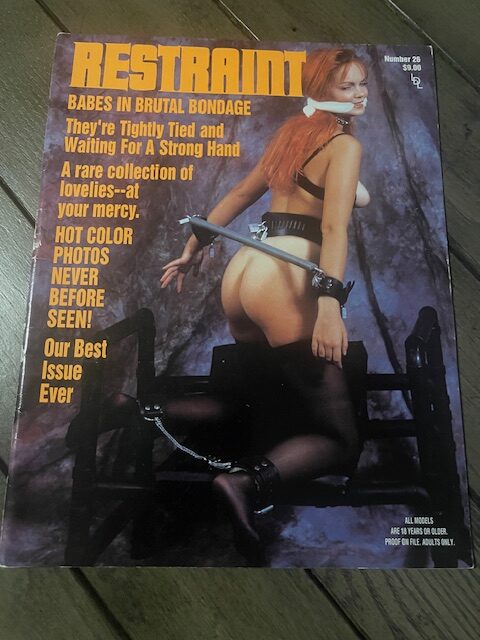 RESTRAINT
Number 26
$9.00
LDL
BABES IN BRUTAL BONDAGE
They're Tightly Tied and
Waiting For A Strong Hand
A rare collection of
lovelies--at
your mercy.
HOT COLOR
PHOTOS
NEVER
BEFORE
SEEN!
Our Best
Issue
Ever
ALL MODELS
ARE 18 YEARS OR OLDER.
PROOF ON FILE. ADULTS ONLY.